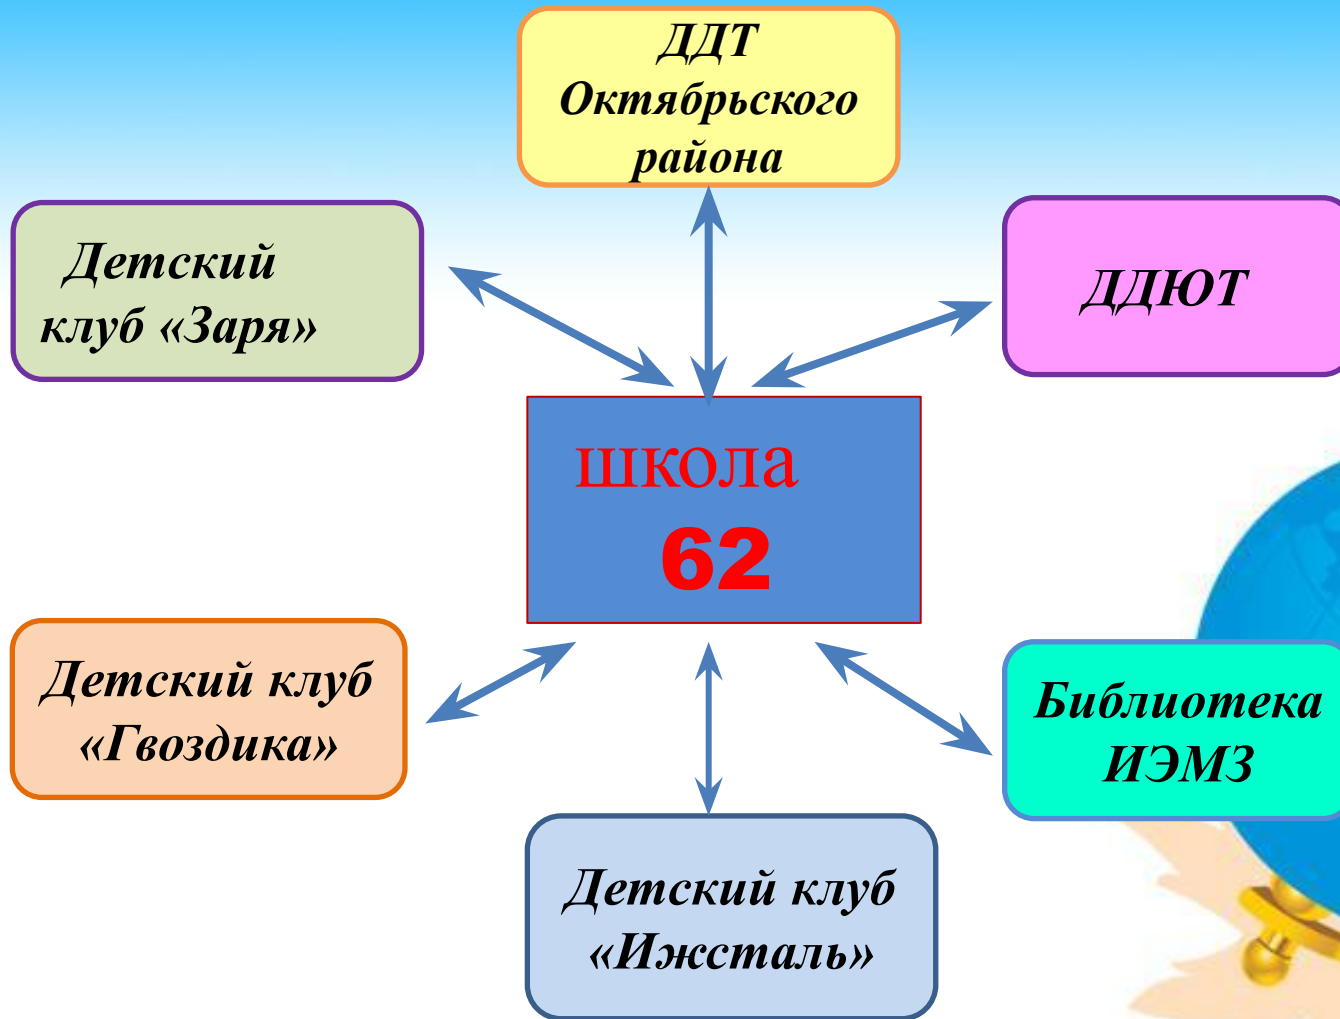 ДДТ
Октябрьского
района
Детский
клуб «Заря»
ДДЮТ
школа
62
Детский клуб
«Гвоздика»
Библиотека
ИЭМЗ
Детский клуб
«Ижсталь»